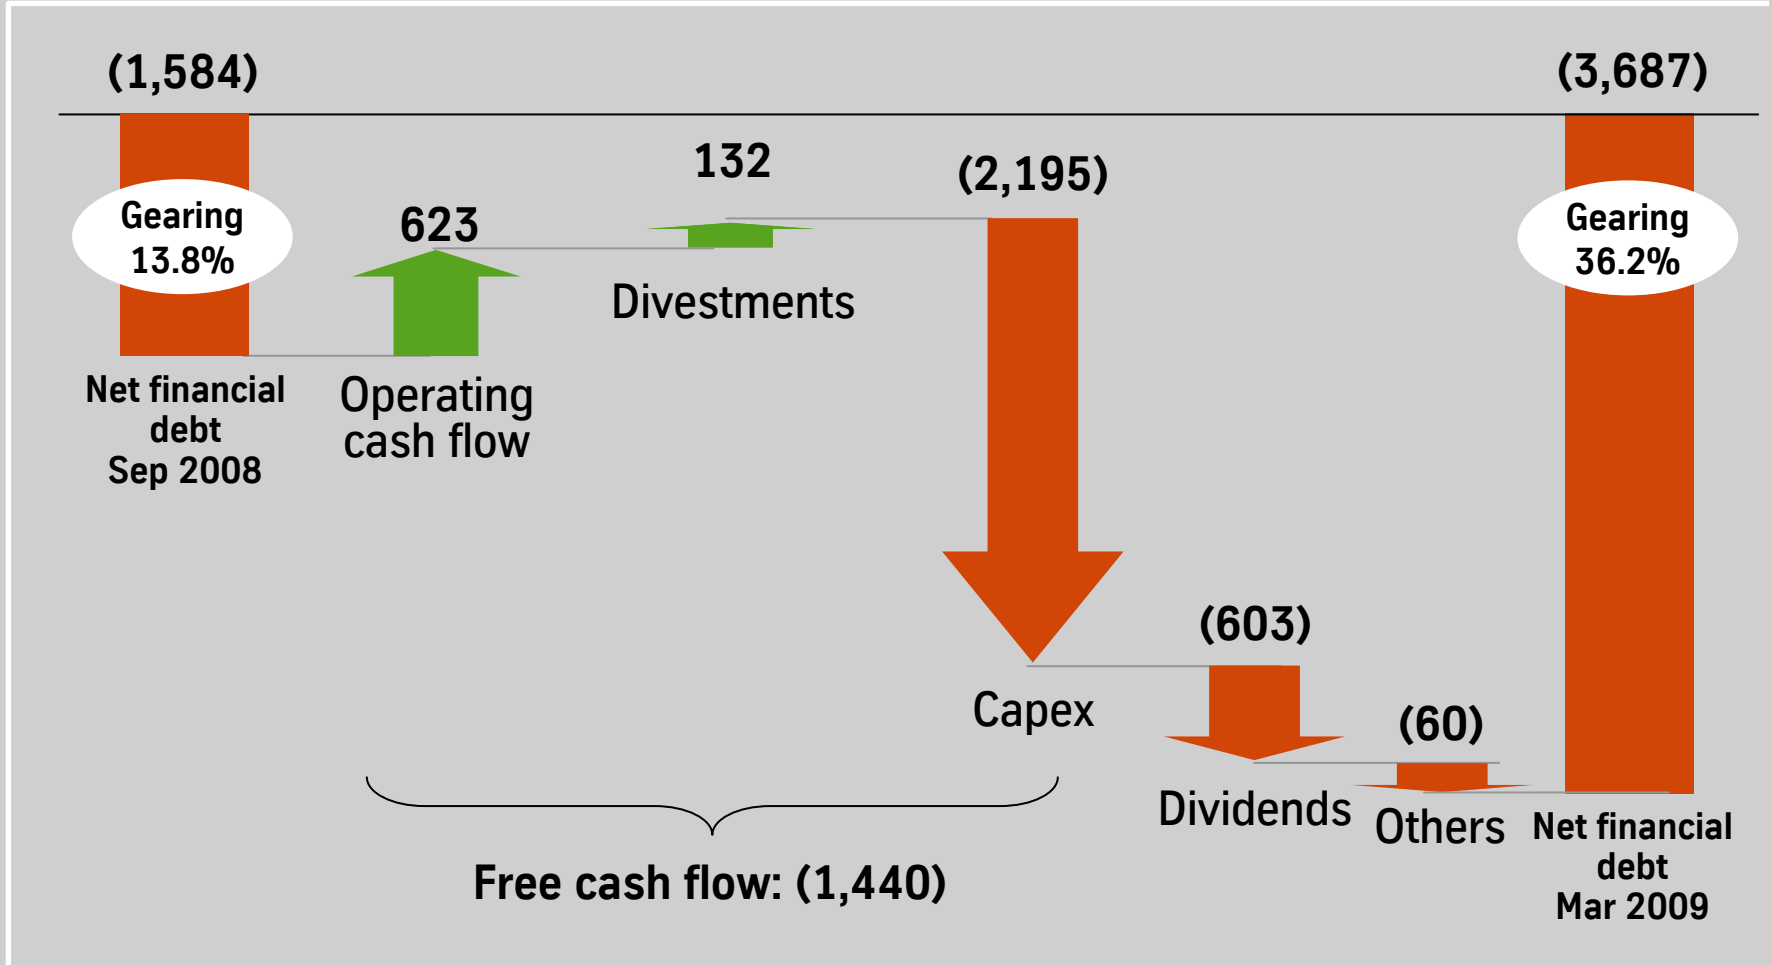 (1,584)
(3,687)
132
(2,195)
Gearing
13.8%
623
Gearing
36.2%
Divestments
Net financial
debt
Sep 2008
Operating
cash flow
(603)
Capex
(60)
Dividends
Others
Net financial
debt
Mar 2009
Free cash flow: (1,440)